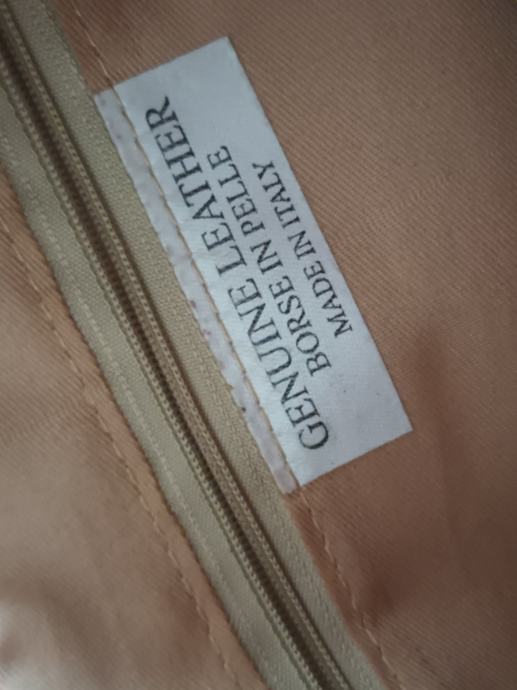 GENUINE LEATHER
BORSE IN PELLE
MADE IN ITALY